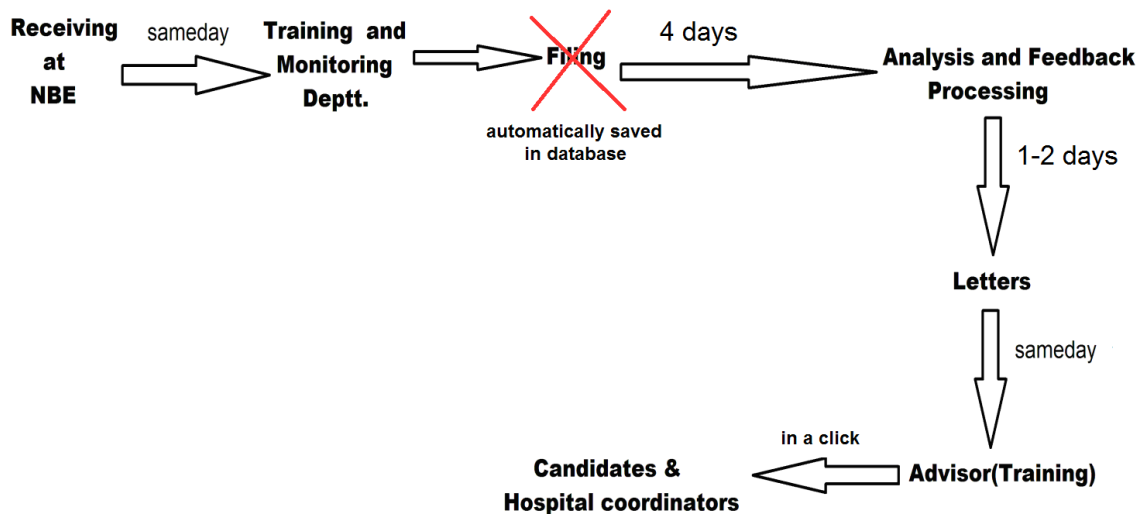 Receiving
at
NBE
sameday
Training and
Monitoring
Deptt.
Filing
automatically saved
in database
4 days
Analysis and Feedback
Processing
1-2 days
Letters
sameday
Advisor(Training)
in a click
Candidates &
Hospital coordinators